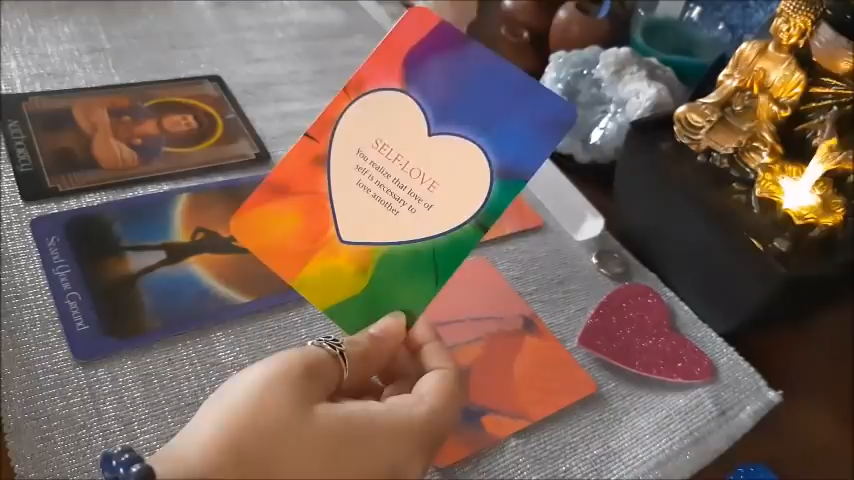 SELF-LOVE
You realize that love of
self is necessary to
love another
Stand Your Ground